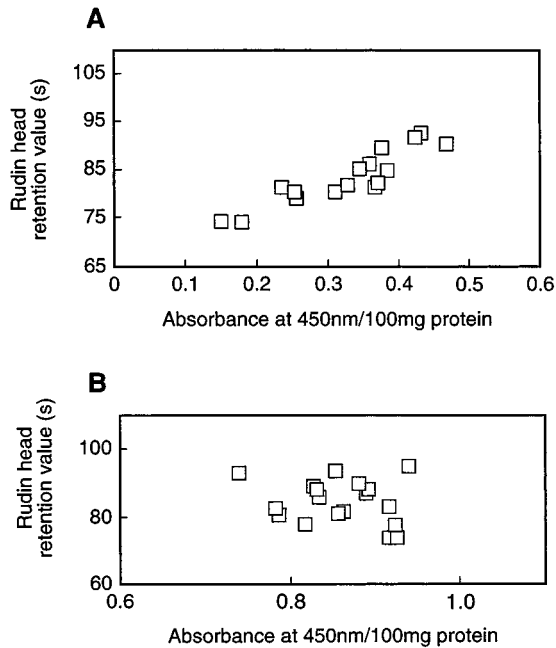 A
Rudin head
retention value (s)
105
95
85
75
65
0 0.1 0.2 0.3 0.4 0.5 0.6
Absorbance at 450nm/100mg protein
B
Rudin head
retention value (s)
100
80
60
0.6 0.8 1.0
Absorbance at 450nm/100mg protein